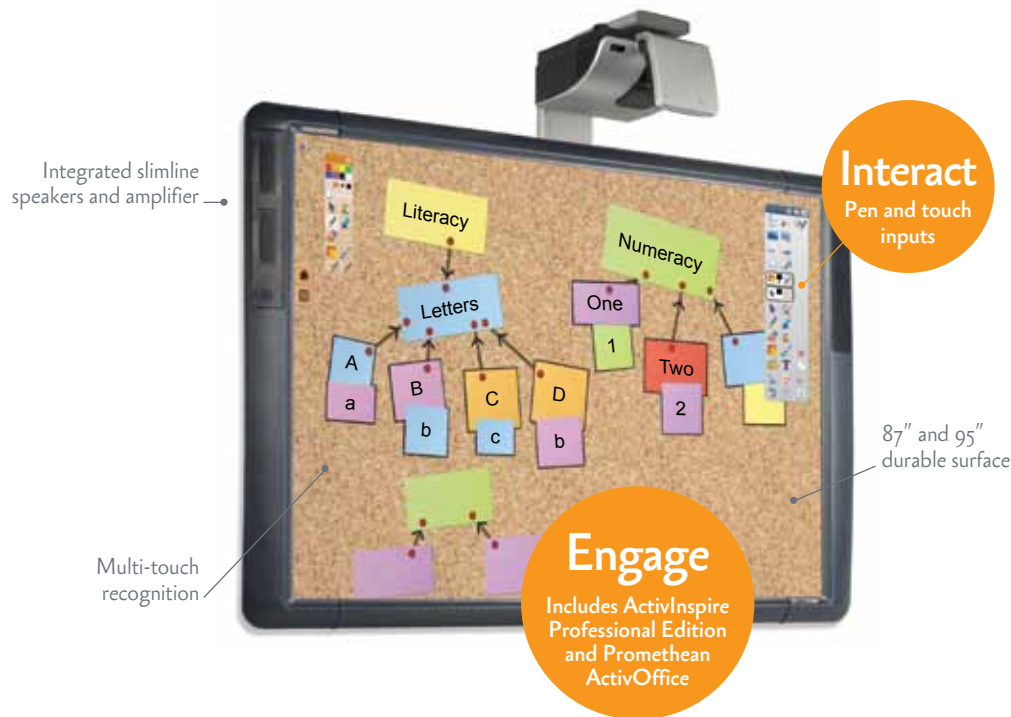 Integrated slimline
speakers and amplifier
Interact
Pen and touch
inputs
Literacy
Numeracy
Letters
One
1
A
a
B
b
C
c
D
b
Two
2
T
87" and 95"
durable surface
Multi-touch
recognition
Engage
Includes ActivInspire
Professional Edition
and Promethean
ActivOffice